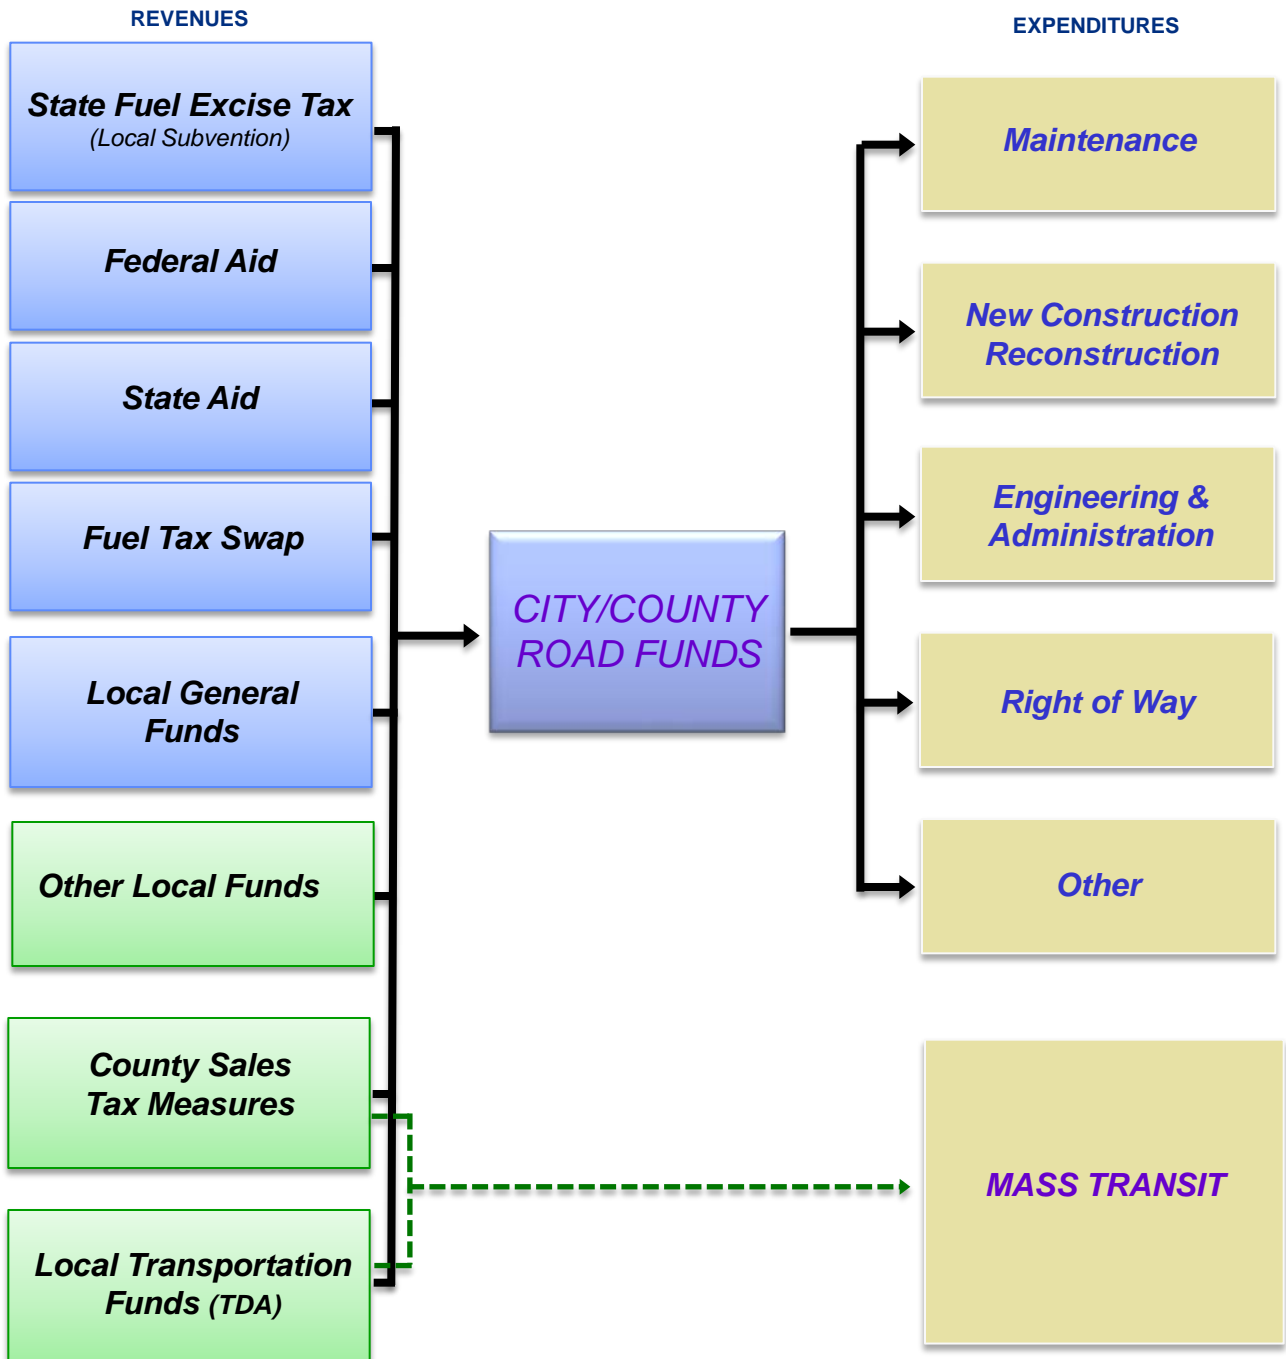 REVENUES
State Fuel Excise Tax
(Local Subvention)
Federal Aid
State Aid
Fuel Tax Swap
Local General
Funds
Other Local Funds
County Sales
Tax Measures
Local Transportation
Funds (TDA)
CITY/COUNTY
ROAD FUNDS
EXPENDITURES
Maintenance
New Construction
Reconstruction
Engineering &
Administration
Right of Way
Other
MASS TRANSIT